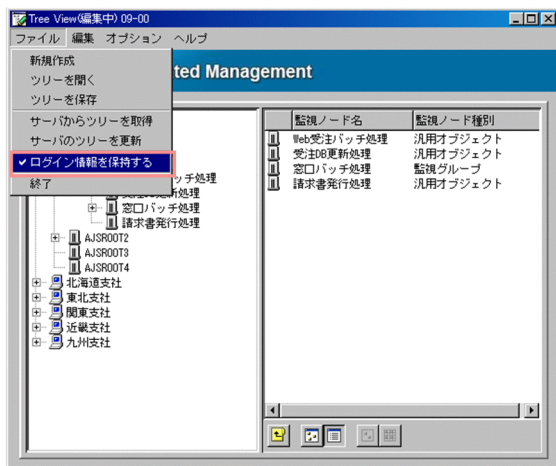 Tree View(編集中) 09-00
ファイル 編集 オプション ヘルプ
新規作成
ツリーを開く
ツリーを保存
サーバからツリーを取得
サーバのツリーを更新
ログイン情報を保持する
終了
ted Management
監視ノード名 監視ノード種別
Web受注バッチ処理 汎用オブジェクト
受注DB更新処理 汎用オブジェクト
窓口バッチ処理 監視グループ
請求書発行処理 汎用オブジェクト
ッチ処理
受注DB更新処理
窓口バッチ処理
請求書発行処理
AJSROOT2
AJSROOT3
AJSROOT4
北海道支社
東北支社
関東支社
近畿支社
九州支社